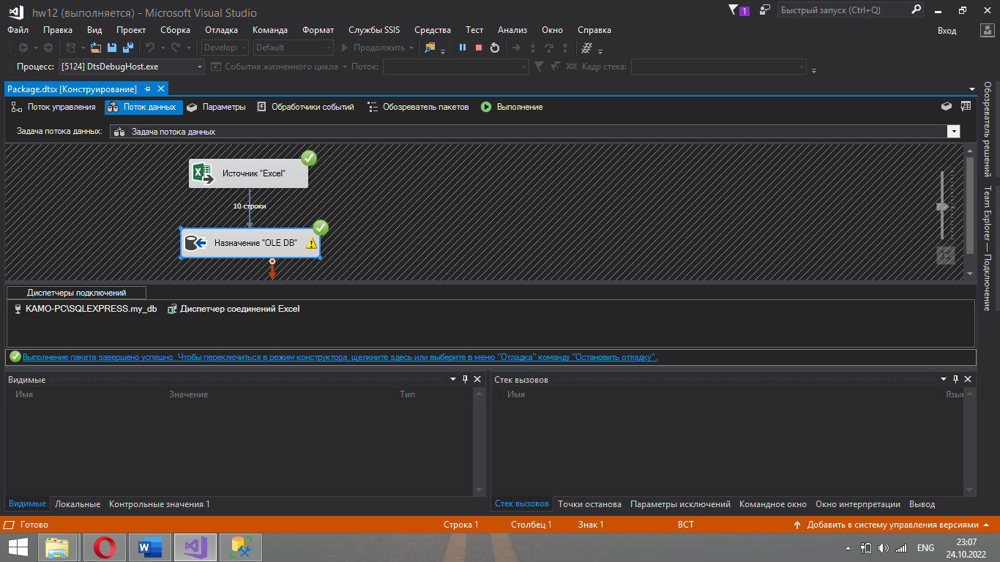 hw12 (выполняется) - Microsoft Visual Studio
1
Быстрый запуск (Ctrl+Q)
Файл Правка Вид Проект Сборка Отладка Команда Формат Службы SSIS Средства Тест Анализ Окно Справка
Вход
Developi Default Продолжить
Процесс: [5124] DtsDebugHost.exe События жизненного цикла Поток: Кадр стека:
Package.dtsx [Конструирование]
Поток управления Поток данных Параметры Обработчики событий Обозреватель пакетов Выполнение
Задача потока данных: Задача потока данных
Источник "Excel"
10 строки
Назначение "OLE DB"
Обозреватель решений
Team Explorer — Подключение
Диспетчеры подключений
KAMO-PC\SQLEXPRESS.my_db Диспетчер соединений Excel
Выполнение пакета завершено успешно. Чтобы переключиться в режим конструктора, щелкните здесь или выберите в меню "Отладка" команду "Остановить отладку".
Видимые
Имя Значение Тип
Стек вызовов
Имя Язык
Видимые Локальные Контрольные значения 1
Стек вызовов Точки останова Параметры исключений Командное окно Окно интерпретации Вывод
Готово Строка 1 Столбец 1 Знак 1 ВСТ Добавить в систему управления версиями
ENG
23:07
24.10.2022